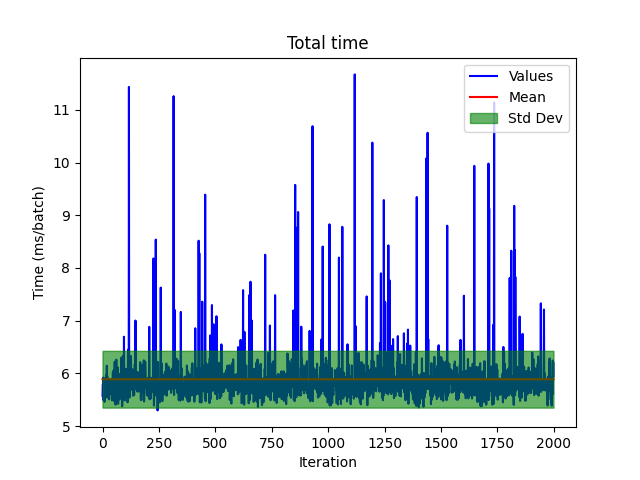 Total time
Values
Mean
Std Dev
11
10
9
8
7
6
5
Time (ms/batch)
0 250 500 750 1000 1250 1500 1750 2000
Iteration